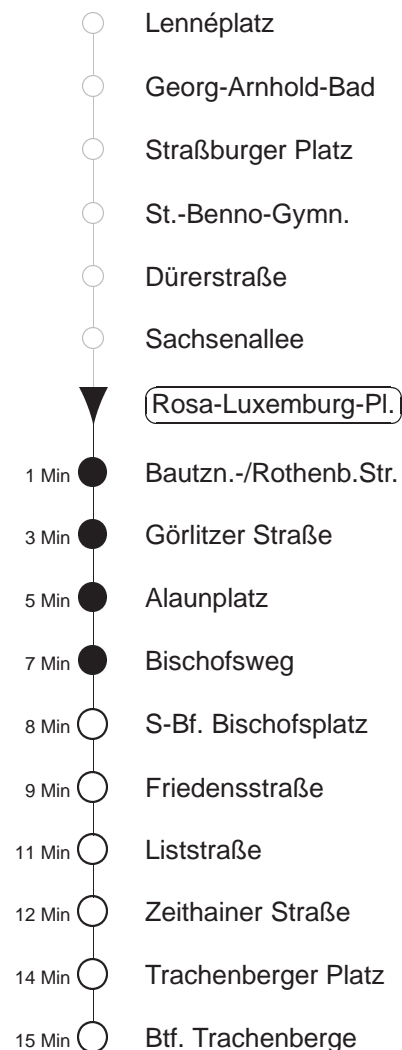 Lennéplatz
Georg-Arnhold-Bad
Straßburger Platz
St.-Benno-Gymn.
Dürerstraße
Sachsenallee
Rosa-Luxemburg-Pl.
1 Min Bautzn.-/Rothenb.Str.
3 Min Görlitzer Straße
5 Min Alaunplatz
7 Min Bischofsweg
8 Min S-Bf. Bischofsplatz
9 Min Friedensstraße
11 Min Liststraße
12 Min Zeithainer Straße
14 Min Trachenberger Platz
15 Min Btf. Trachenberge